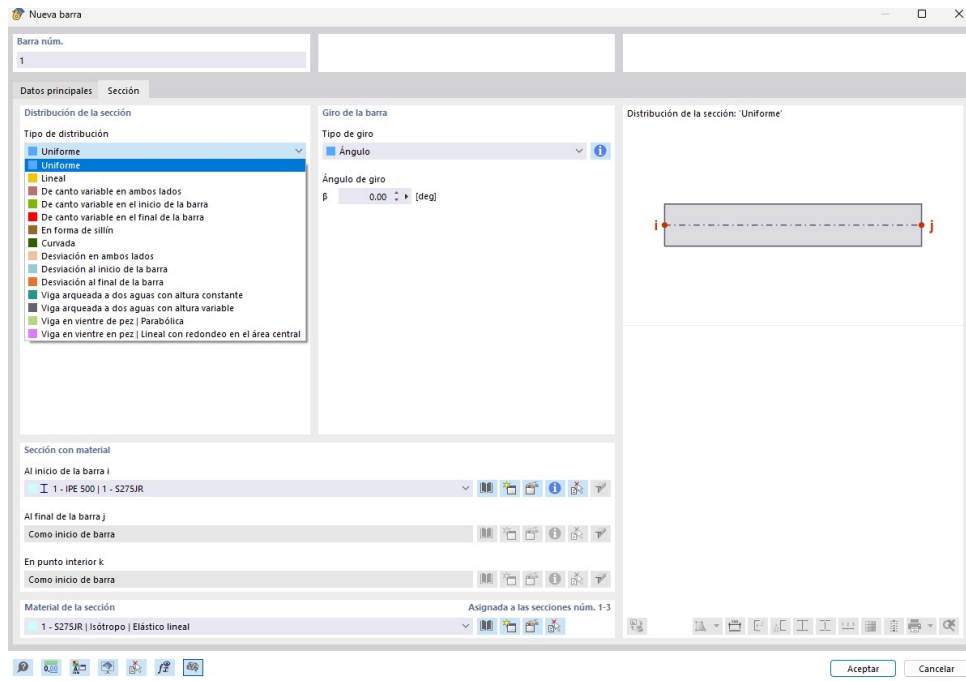 Nueva barra
Barra núm.
1
Datos principales Sección
Distribución de la sección
Tipo de distribución
Uniforme
Uniforme
Lineal
De canto variable en ambos lados
De canto variable en el inicio de la barra
De canto variable en el final de la barra
En forma de sillín
Curvada
Desviación en ambos lados
Desviación al inicio de la barra
Desviación al final de la barra
Viga arqueada a dos aguas con altura constante
Viga arqueada a dos aguas con altura variable
Viga en vientre de pez | Parabólica
Viga en vientre en pez | Lineal con redondeo en el área central
Giro de la barra
Tipo de giro
Ángulo
Ángulo de giro
β 0.00 [deg]
Distribución de la sección: 'Uniforme'
i j
Sección con material
Al inicio de la barra i
1 - IPE 500 | 1 - S275JR
Al final de la barra j
Como inicio de barra
En punto interior k
Como inicio de barra
Material de la sección Asignada a las secciones núm. 1-3
1 - S275JR | Isótropo | Elástico lineal
Aceptar Cancelar